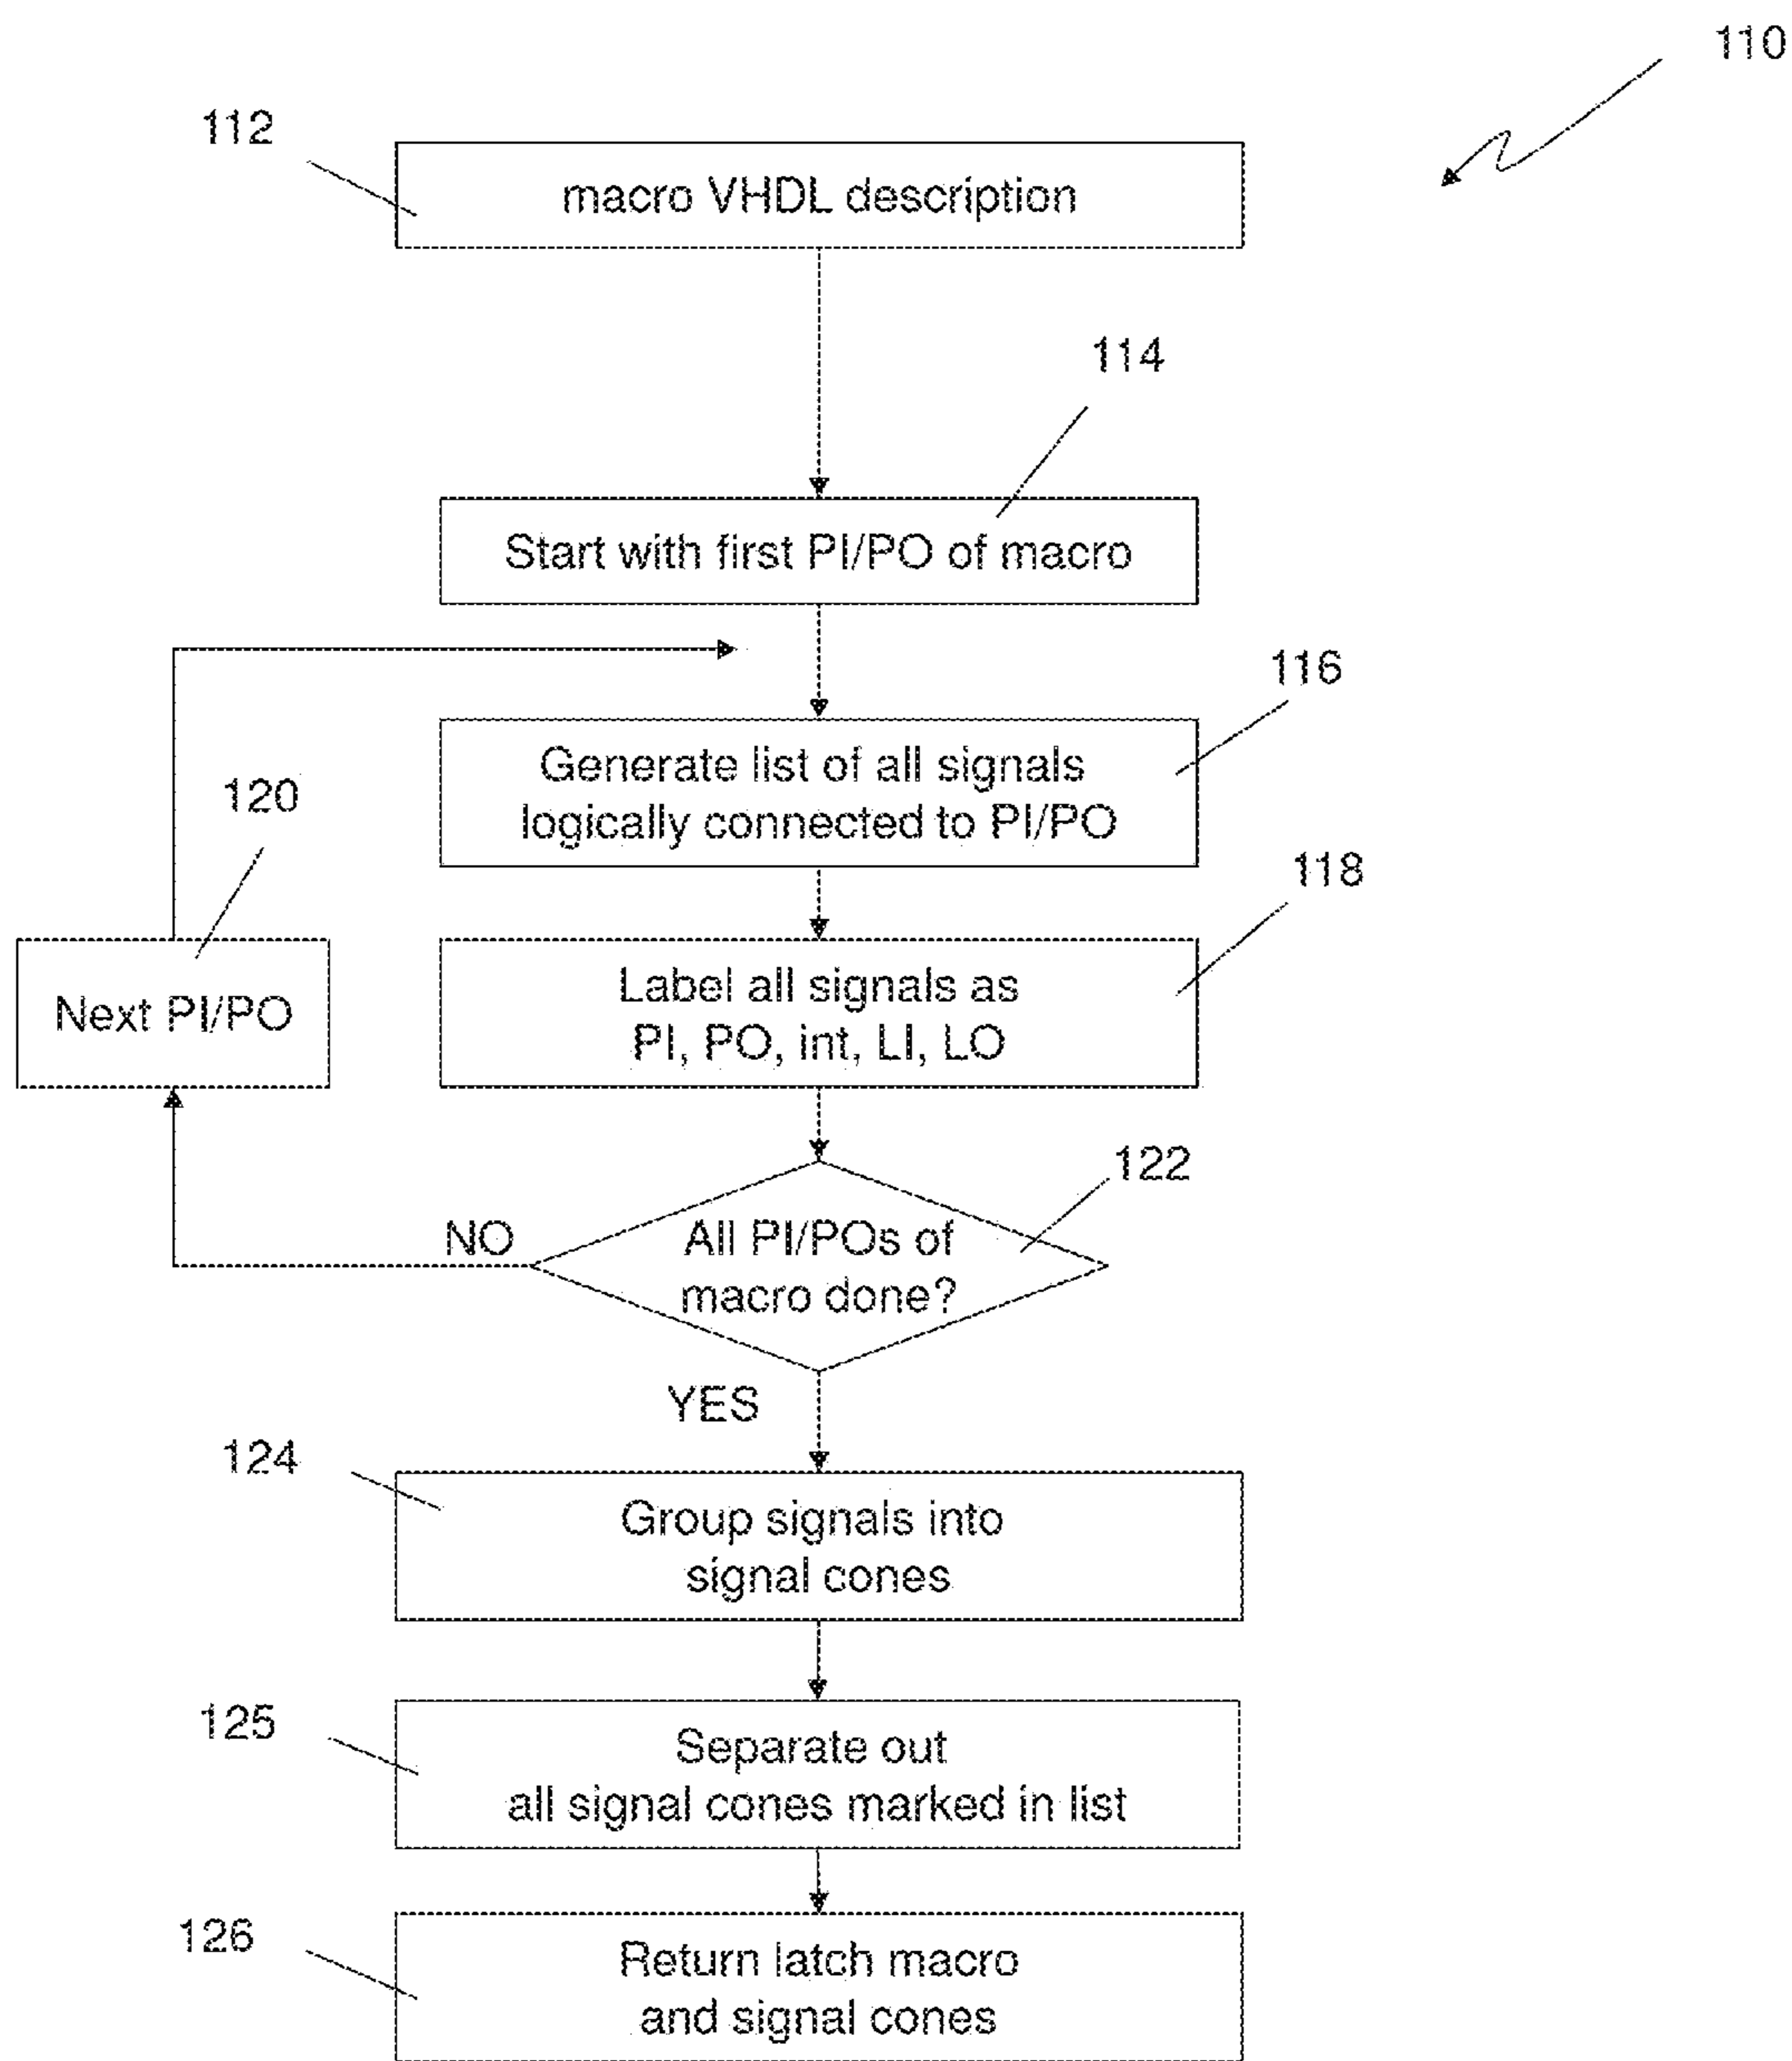 110
112
macro VHDL description
114
Start with first PI/PO of macro
116
Generate list of all signals
logically connected to PI/PO
120
118
Next PI/PO
Label all signals as
PI, PO, int, LI, LO
122
NO
All PI/POs of
macro done?
YES
124
Group signals into
signal cones
125
Separate out
all signal cones marked in list
126
Return latch macro
and signal cones